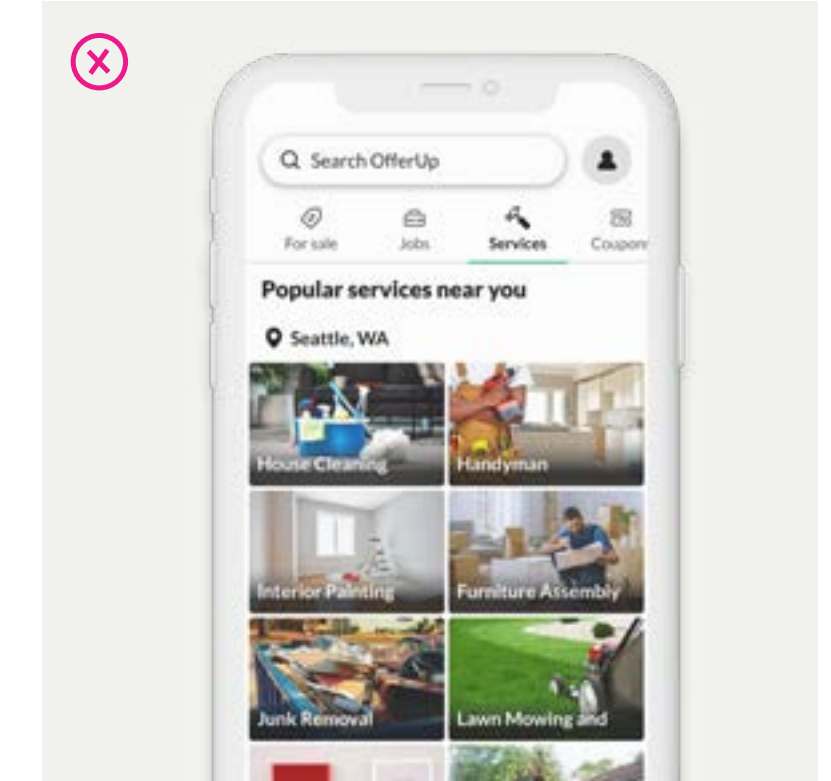 Search OfferUp
For sale
Jobs
Services
Coupon
Popular services near you
Seattle, WA
House Cleaning
Handyman
Interior Painting
Furniture Assembly
Junk Removal
Lawn Mowing and